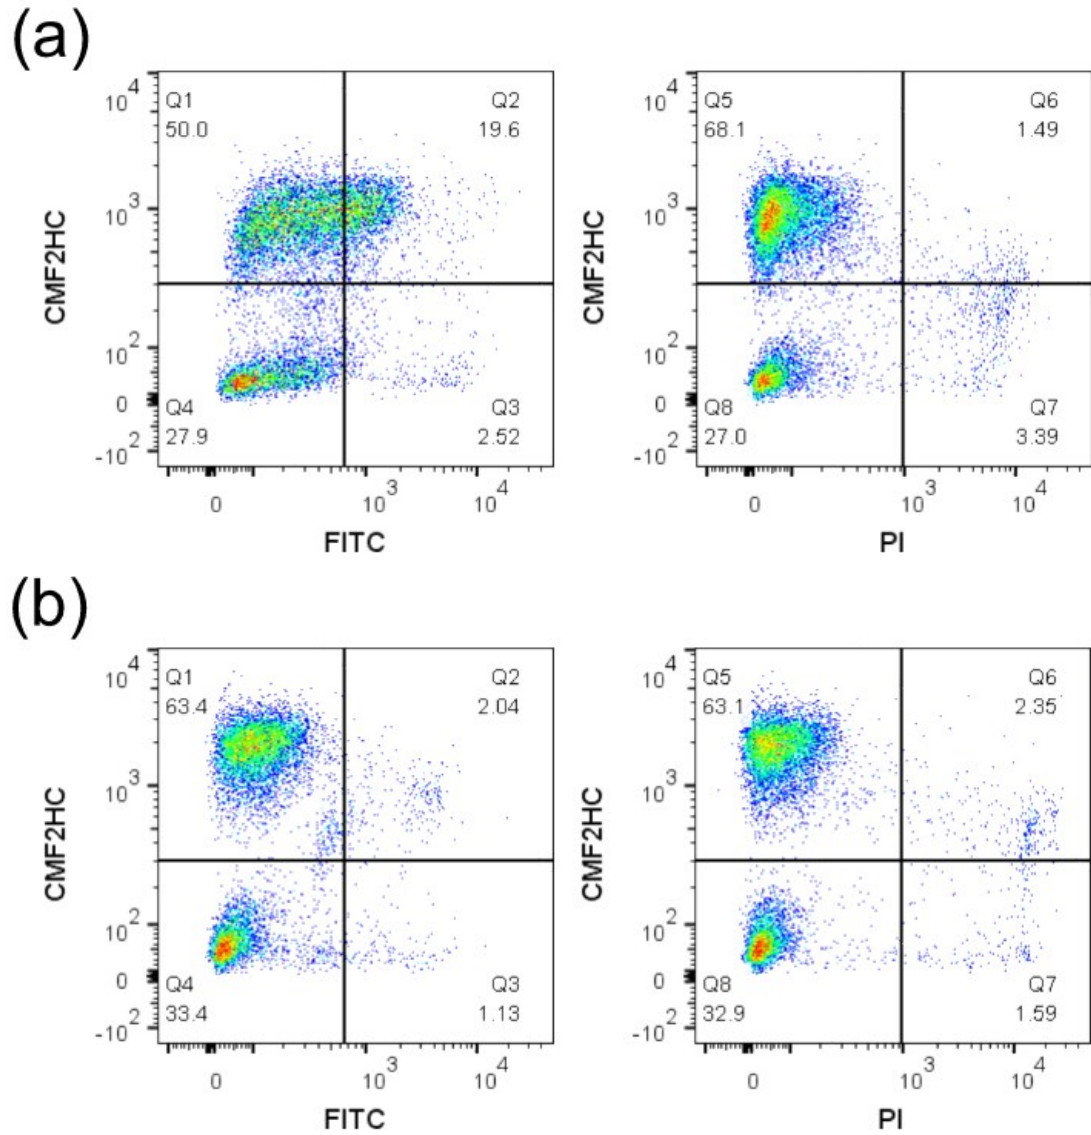 (a)
Q1
50.0
Q2
19.6
Q4
27.9
Q3
2.52
10^4
10^3
10^2
0
-10^2
CMF2HC
0
10^3
10^4
FITC
Q5
68.1
Q6
1.49
Q8
27.0
Q7
3.39
10^4
10^3
10^2
0
-10^2
CMF2HC
0
10^3
10^4
PI
(b)
Q1
63.4
Q2
2.04
Q4
33.4
Q3
1.13
10^4
10^3
10^2
0
-10^2
CMF2HC
0
10^3
10^4
FITC
Q5
63.1
Q6
2.35
Q8
32.9
Q7
1.59
10^4
10^3
10^2
0
-10^2
CMF2HC
0
10^3
10^4
PI